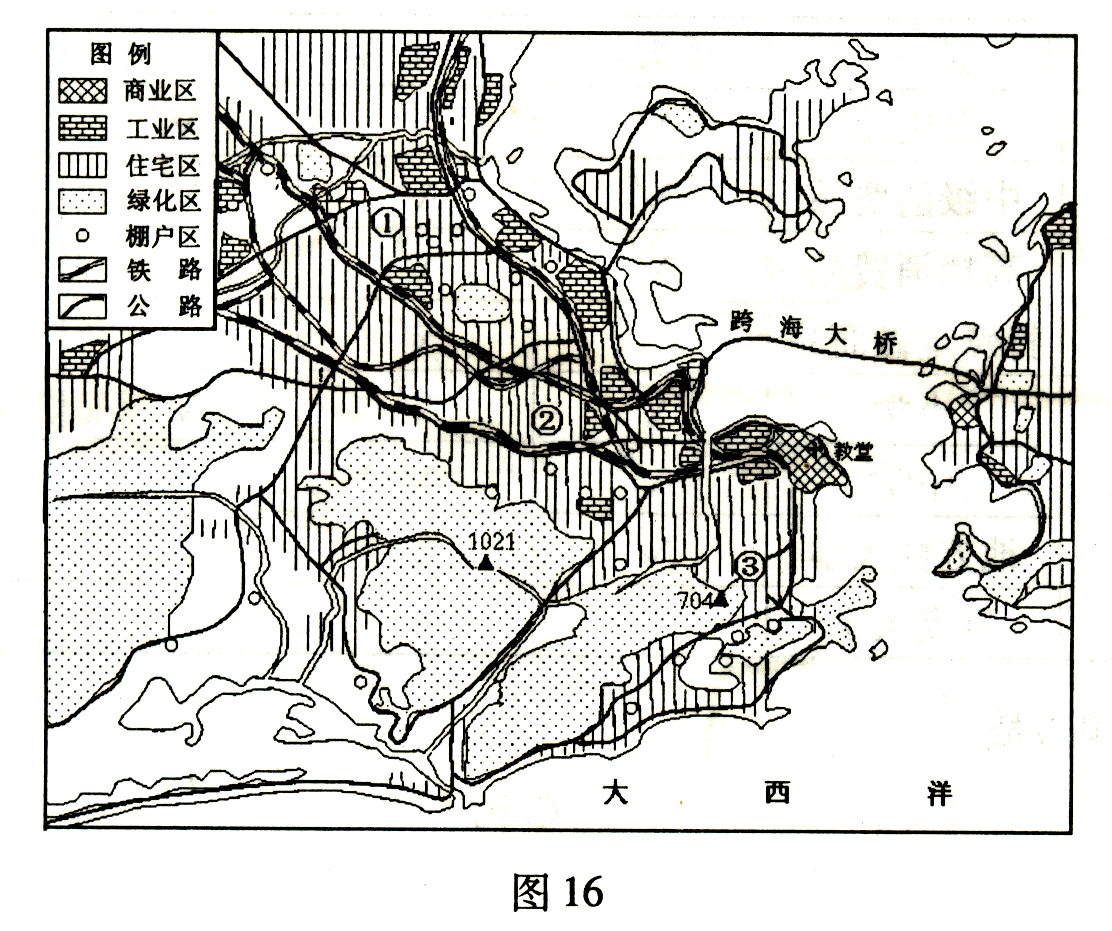 图例
商业区
工业区
住宅区
绿化区
棚户区
铁路
公路
①
跨海大桥
②
教堂
1021
③
704
大西洋
图16